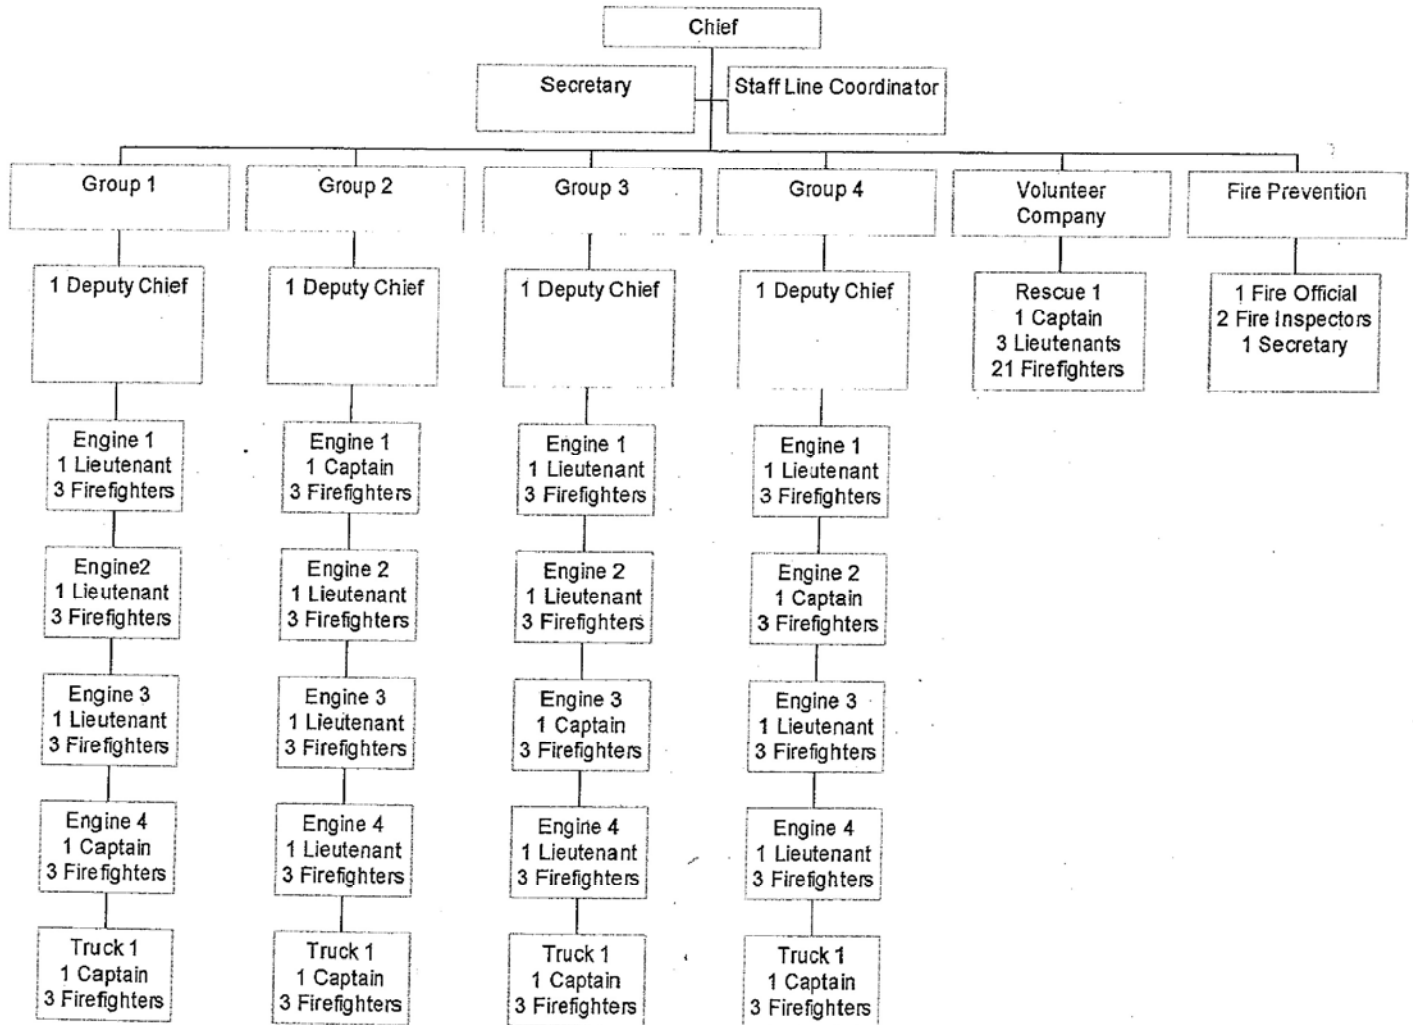 Chief
Secretary
Staff Line Coordinator
Group 1
Group 2
Group 3
Group 4
Volunteer
Company
Fire Prevention
1 Deputy Chief
1 Deputy Chief
1 Deputy Chief
1 Deputy Chief
Rescue 1
1 Captain
3 Lieutenants
21 Firefighters
1 Fire Official
2 Fire Inspectors
1 Secretary
Engine 1
1 Lieutenant
3 Firefighters
Engine 1
1 Captain
3 Firefighters
Engine 1
1 Lieutenant
3 Firefighters
Engine 1
1 Lieutenant
3 Firefighters
Engine2
1 Lieutenant
3 Firefighters
Engine 2
1 Lieutenant
3 Firefighters
Engine 2
1 Lieutenant
3 Firefighters
Engine 2
1 Captain
3 Firefighters
Engine 3
1 Lieutenant
3 Firefighters
Engine 3
1 Lieutenant
3 Firefighters
Engine 3
1 Captain
3 Firefighters
Engine 3
1 Lieutenant
3 Firefighters
Engine 4
1 Captain
3 Firefighters
Engine 4
1 Lieutenant
3 Firefighters
Engine 4
1 Lieutenant
3 Firefighters
Engine 4
1 Lieutenant
3 Firefighters
Truck 1
1 Captain
3 Firefighters
Truck 1
1 Captain
3 Firefighters
Truck 1
1 Captain
3 Firefighters
Truck 1
1 Captain
3 Firefighters